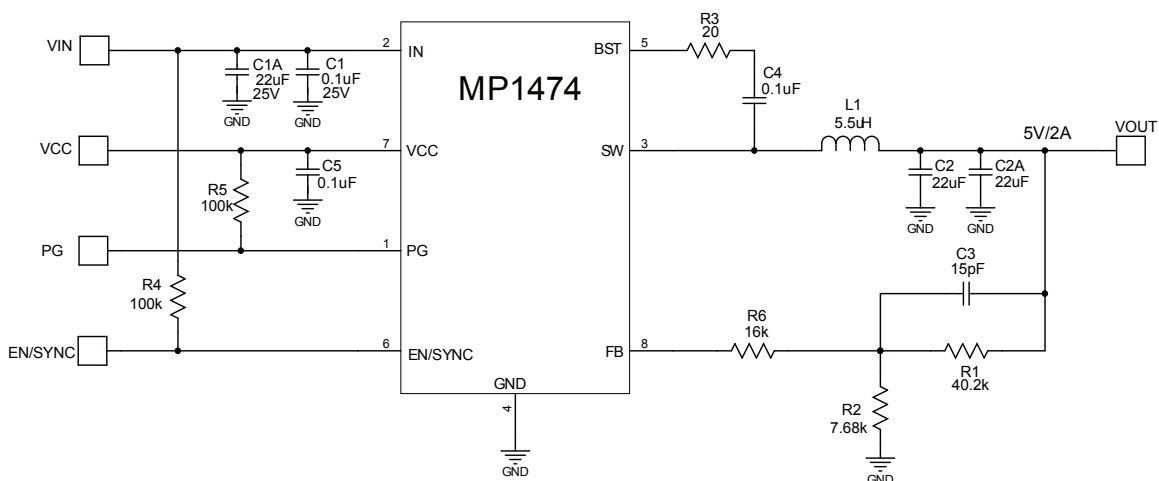 VIN
2
IN
C1A
22uF
25V
GND
C1
0.1uF
25V
GND
MP1474
BST
5
R3
20
C4
0.1uF
L1
5.5uH
5V/2A
VOUT
VCC
7
VCC
C5
0.1uF
GND
SW
3
C2
22uF
GND
C2A
22uF
GND
R5
100k
PG
1
PG
R4
100k
C3
15pF
EN/SYNC
6
EN/SYNC
FB
8
R6
16k
R1
40.2k
GND
4
GND
R2
7.68k
GND